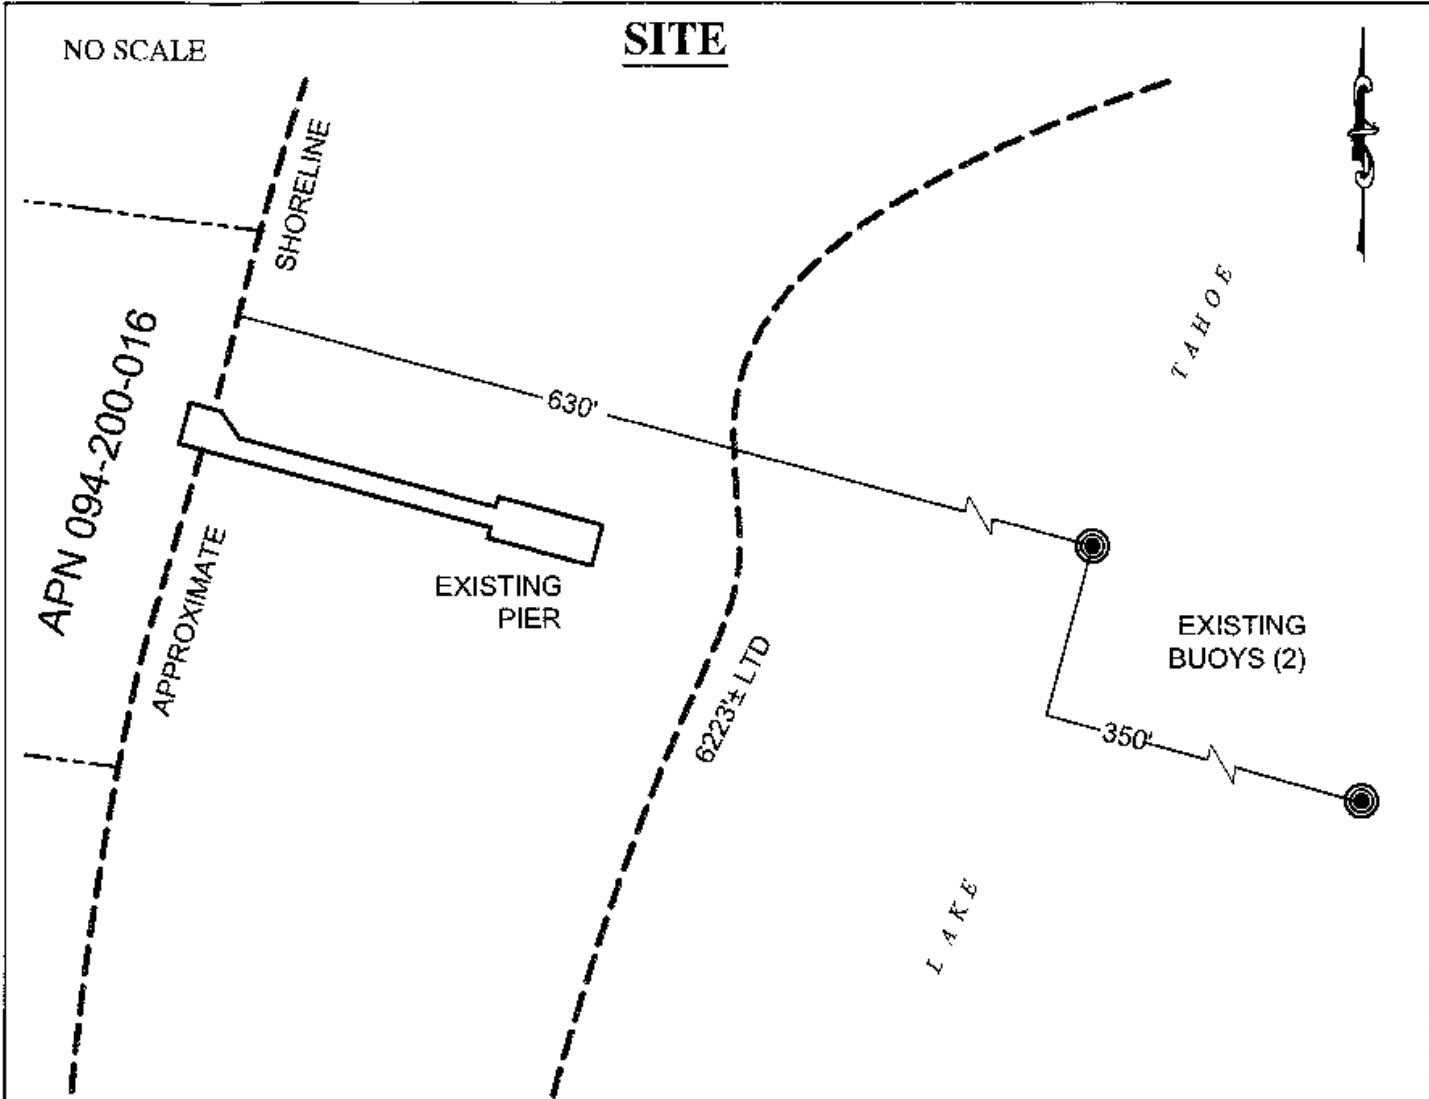 SITE
NO SCALE
SHORELINE
TAHOE
APN 094-200-016
630'
EXISTING
PIER
APPROXIMATE
EXISTING
BUOYS (2)
6223'± LTD
350'
LAKE